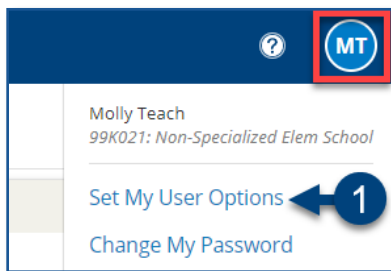 ? MT
Molly Teach
99K021: Non-Specialized Elem School
Set My User Options 1
Change My Password